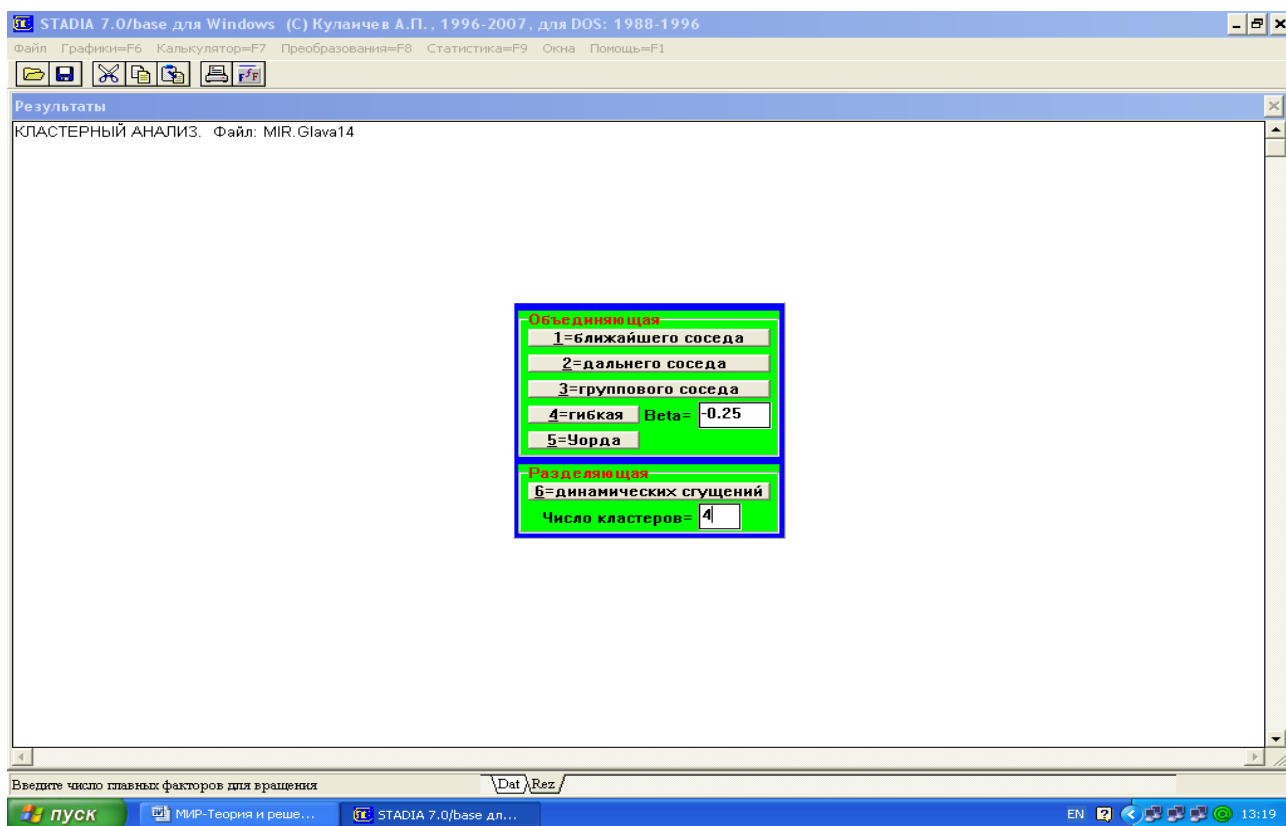 STADIA 7.0/base для Windows (С) Кулаичев А.П., 1996-2007, для DOS: 1988-1996
Файл Графики=F6 Калькулятор=F7 Преобразования=F8 Статистика=F9 Окна Помощь=F1
Результаты
КЛАСТЕРНЫЙ АНАЛИЗ. Файл: MIR.Glava14
Объединяющая
1=ближайшего соседа
2=дальнего соседа
3=группового соседа
4=гибкая Beta= -0.25
5=Уорда
Разделяющая
6=динамических сгущений
Число кластеров= 4
Введите число главных факторов для вращения
Dat Rez
пуск МИР-Теория и реше... STADIA 7.0/base дл... EN 13:19